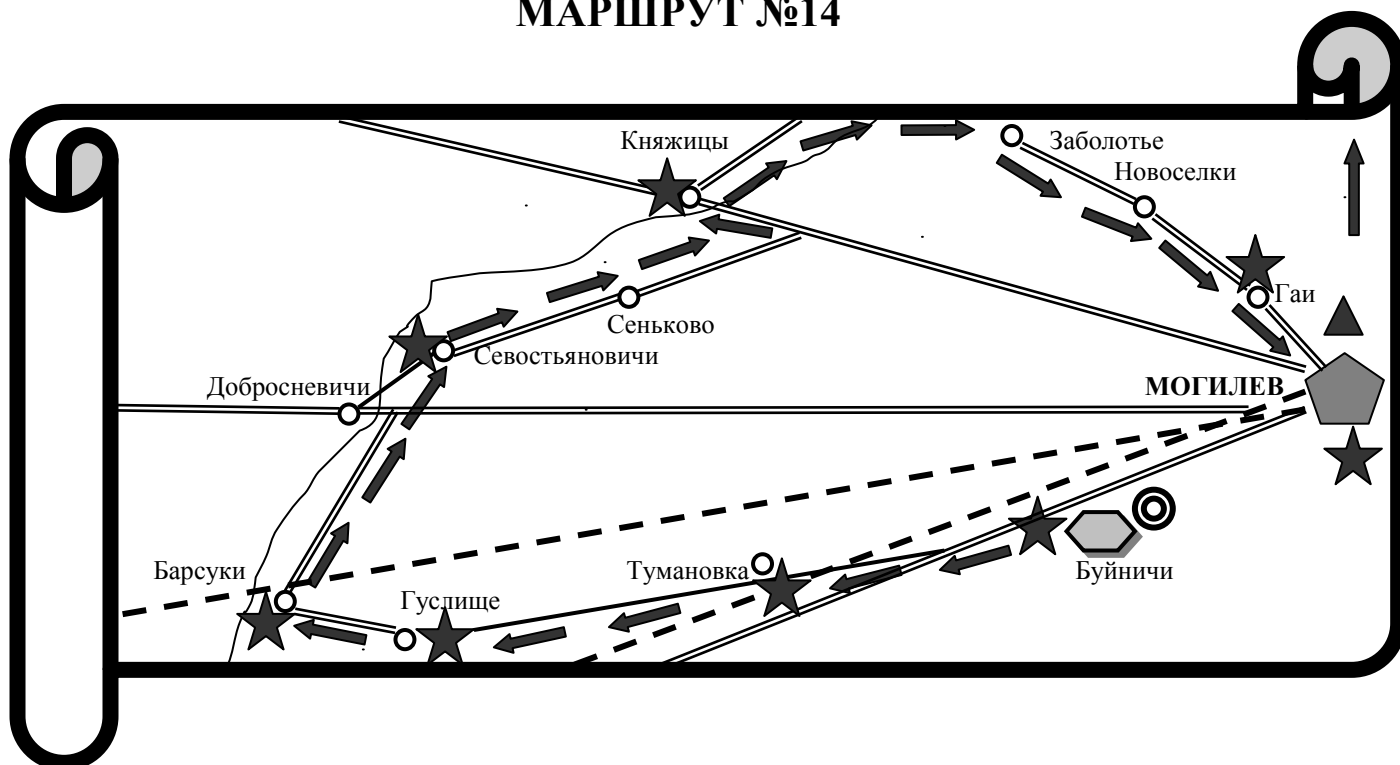 МАРШРУТ №14
Княжицы
Заболотье
Новоселки
Гаи
Сеньково
Севостьяновичи
Добросневичи
МОГИЛЕВ
Барсуки
Тумановка
Буйничи
Гуслище